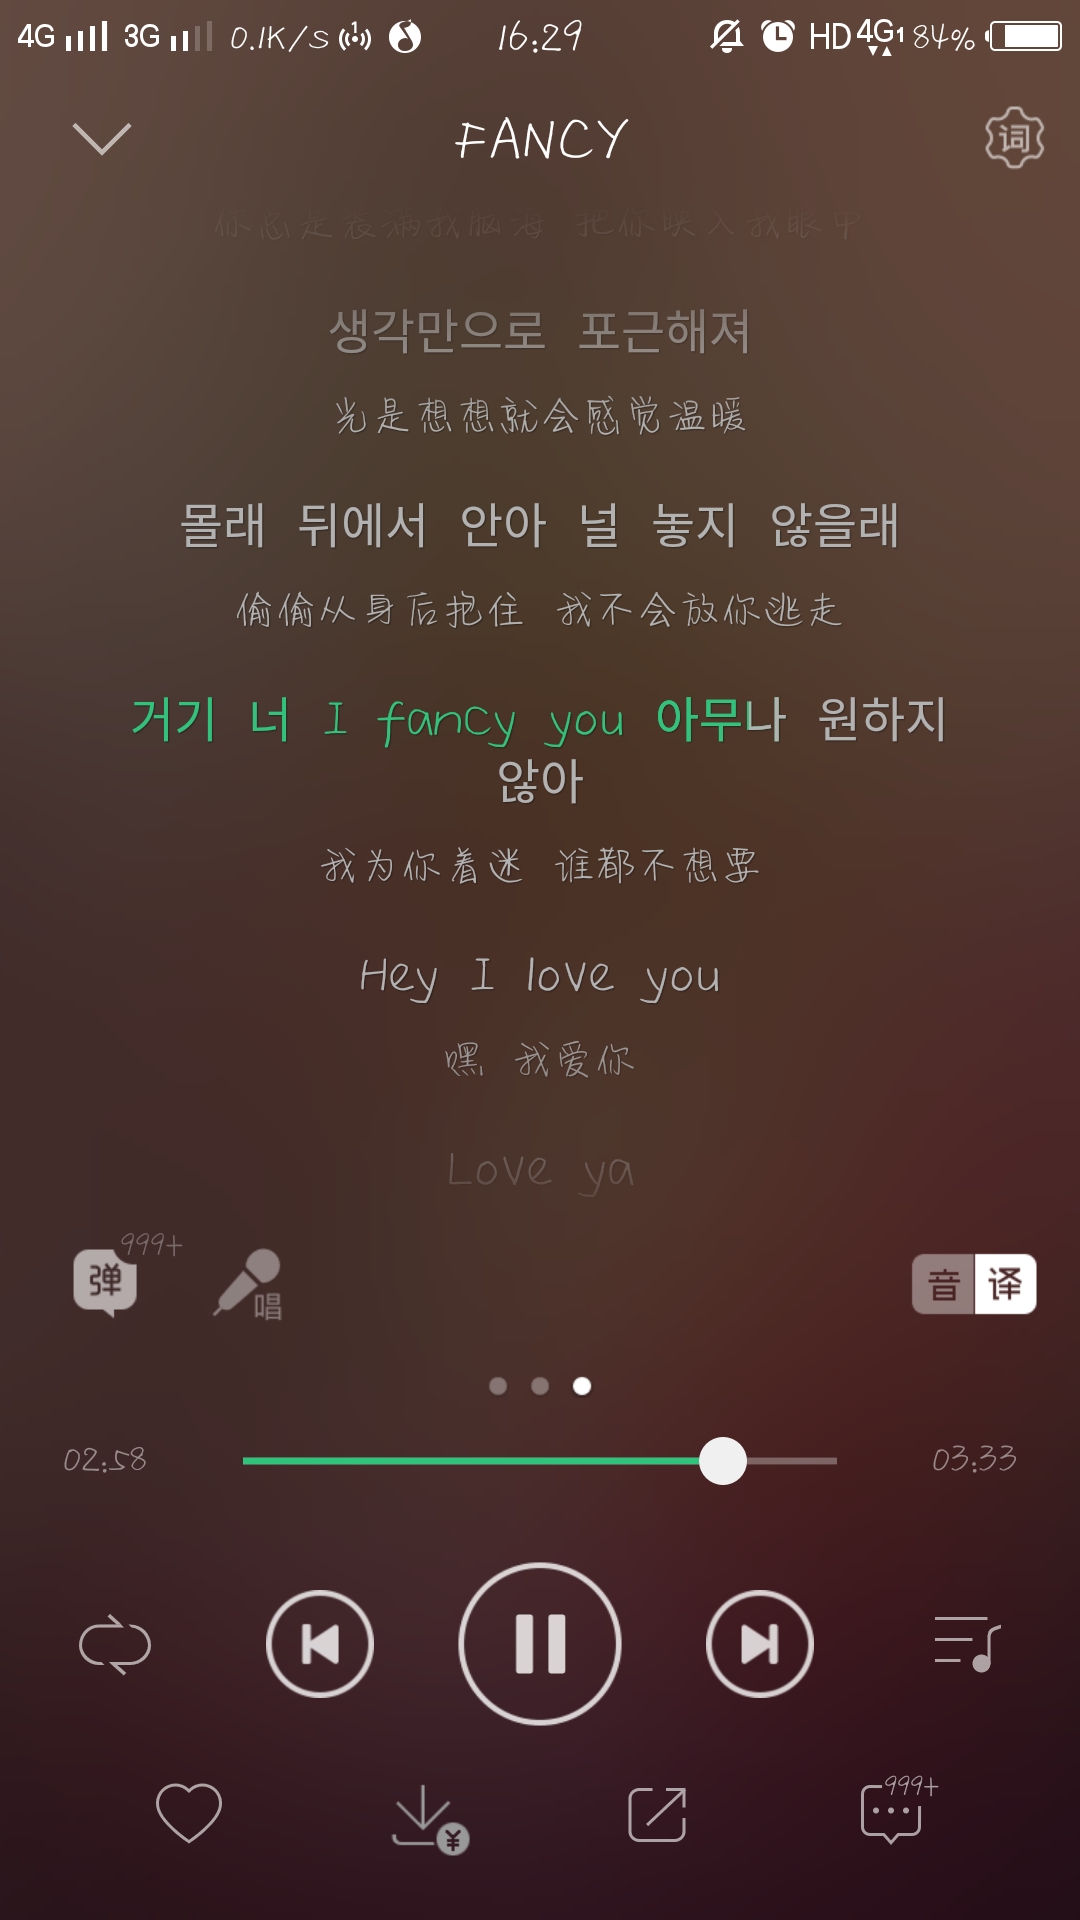 4G 3G 0.1K/S 16:29 HD 4G1 84%
FANCY 词
你总是装满我脑海 把你映入我眼中
생각만으로 포근해져
光是想想就会感觉温暖
몰래 뒤에서 안아 널 놓지 않을래
偷偷从身后抱住 我不会放你逃走
거기 너 I fancy you 아무나 원하지
않아
我为你着迷 谁都不想要
Hey I love you
嘿 我爱你
Love ya
弹 999+ 唱 音 译
02:58 03:33
¥ 999+